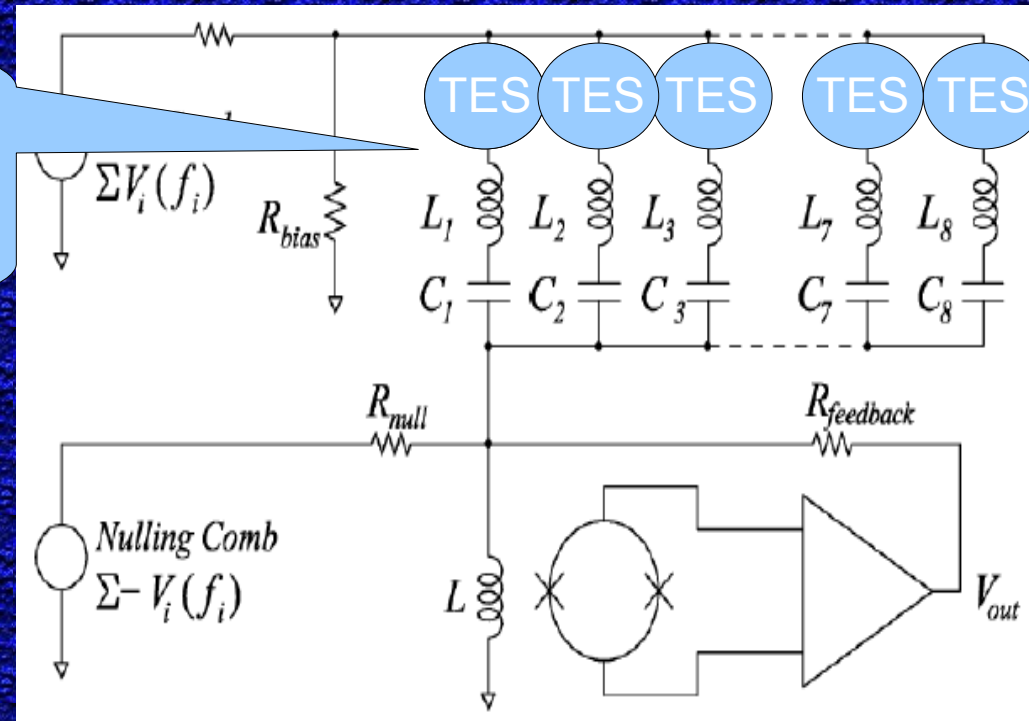 TES TES TES TES TES
ΣV_i(f_i)
R_bias
L_1 L_2 L_3 L_7 L_8
C_1 C_2 C_3 C_7 C_8
R_null
R_feedback
Nulling Comb
Σ−V_i(f_i)
L
V_out